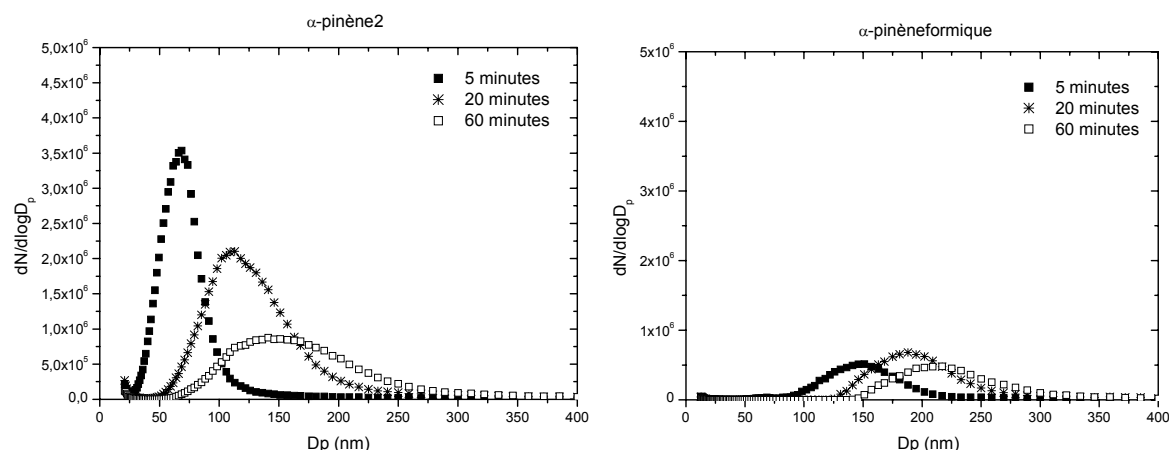 α-pinène2
5,0x10⁶
4,5x10⁶
4,0x10⁶
3,5x10⁶
3,0x10⁶
2,5x10⁶
2,0x10⁶
1,5x10⁶
1,0x10⁶
5,0x10⁵
0,0
dN/dlogDₚ
5 minutes
20 minutes
60 minutes
0 50 100 150 200 250 300 350 400
Dp (nm)
α-pinèneformique
5x10⁶
4x10⁶
3x10⁶
2x10⁶
1x10⁶
0
dN/dlogDₚ
5 minutes
20 minutes
60 minutes
0 50 100 150 200 250 300 350 400
Dp (nm)